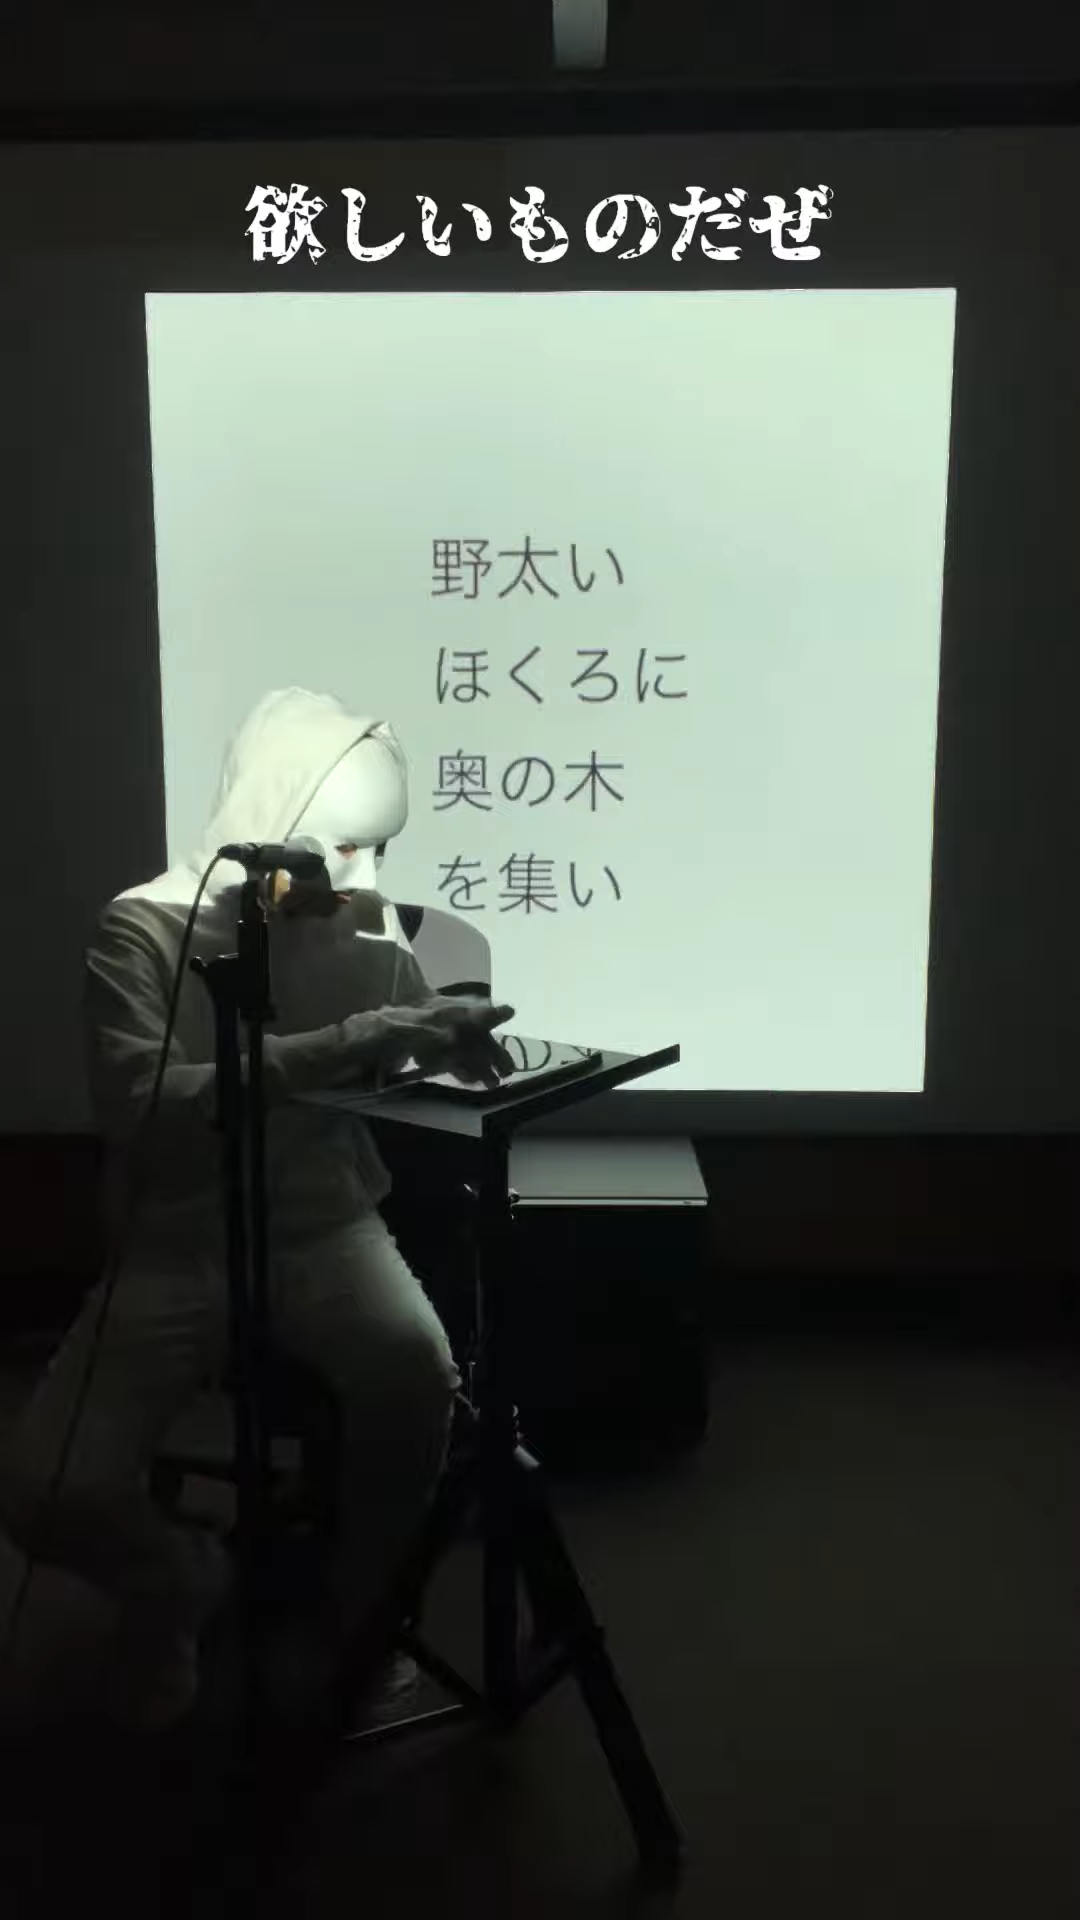 欲しいものだぜ
野太い
ほくろに
奥の木
を集い